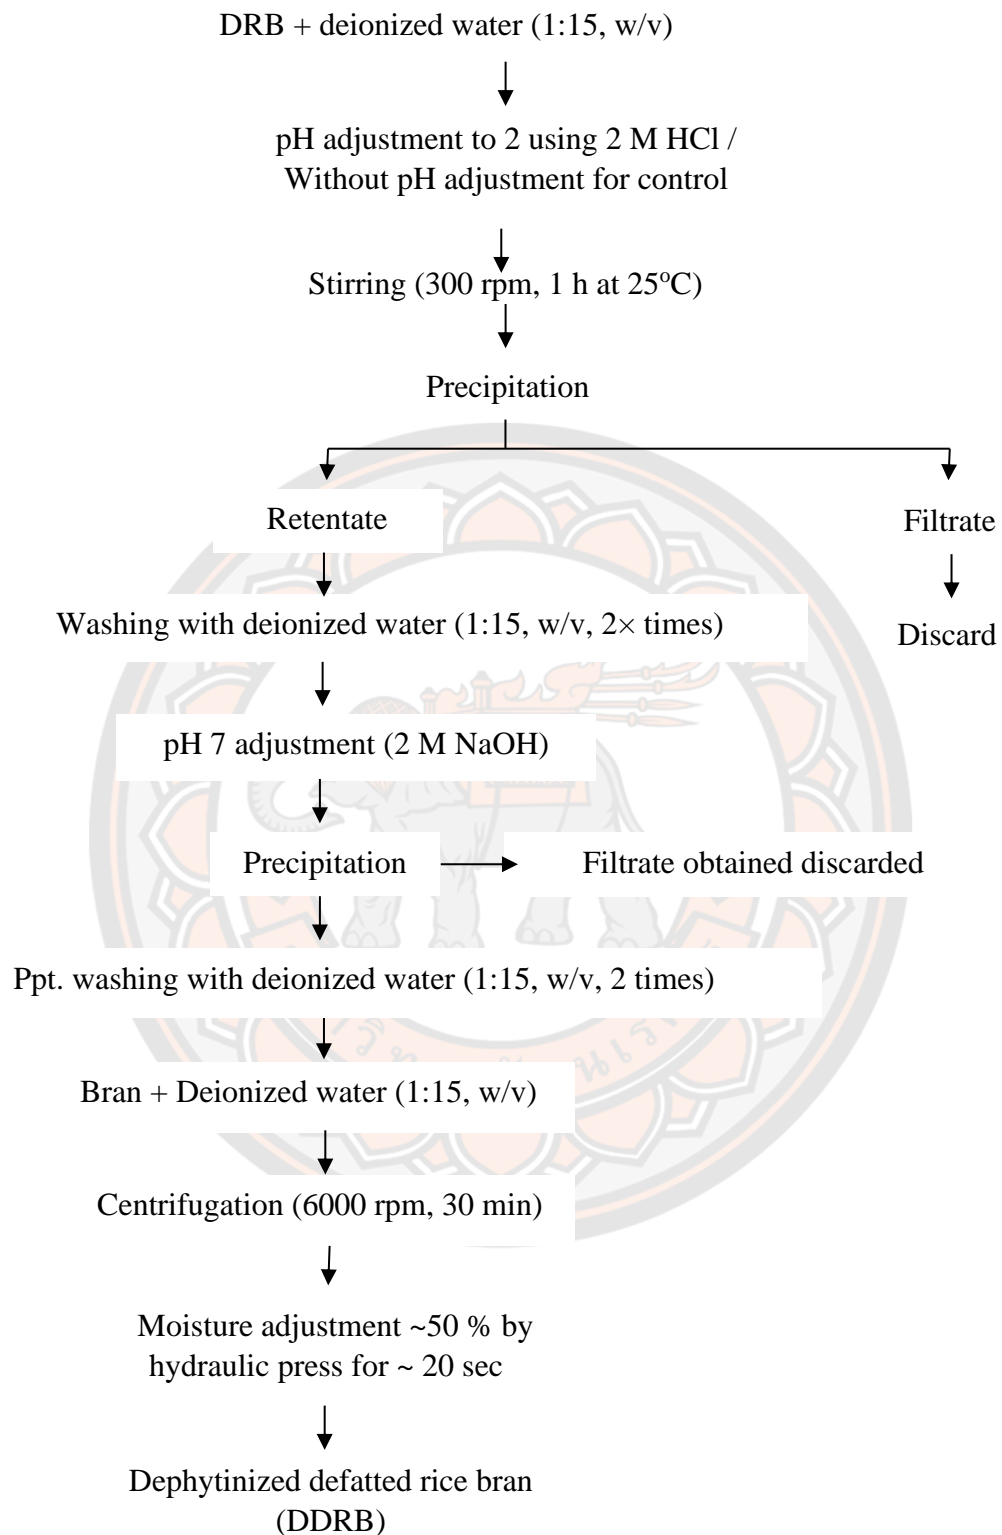 DRB + deionized water (1:15, w/v)
pH adjustment to 2 using 2 M HCl /
Without pH adjustment for control
Stirring (300 rpm, 1 h at 25°C)
Precipitation
Retentate
Filtrate
Washing with deionized water (1:15, w/v, 2× times)
Discard
pH 7 adjustment (2 M NaOH)
Precipitation
Filtrate obtained discarded
Ppt. washing with deionized water (1:15, w/v, 2 times)
Bran + Deionized water (1:15, w/v)
Centrifugation (6000 rpm, 30 min)
Moisture adjustment ~50 % by
hydraulic press for ~ 20 sec
Dephytinized defatted rice bran
(DDRB)